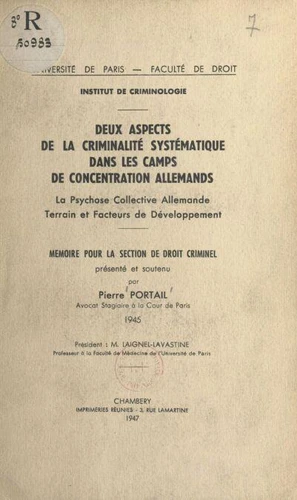 8° R
50983
7
UNIVERSITÉ DE PARIS — FACULTÉ DE DROIT
INSTITUT DE CRIMINOLOGIE
DEUX ASPECTS
DE LA CRIMINALITÉ SYSTÉMATIQUE
DANS LES CAMPS
DE CONCENTRATION ALLEMANDS
La Psychose Collective Allemande
Terrain et Facteurs de Développement
MEMOIRE POUR LA SECTION DE DROIT CRIMINEL
présenté et soutenu
par
Pierre PORTAIL
Avocat Stagiaire à la Cour de Paris
1945
Président : M. LAIGNEL-LAVASTINE
Professeur à la Faculté de Médecine de l'Université de Paris
CHAMBERY
IMPRIMERIES RÉUNIES - 3, RUE LAMARTINE
1947